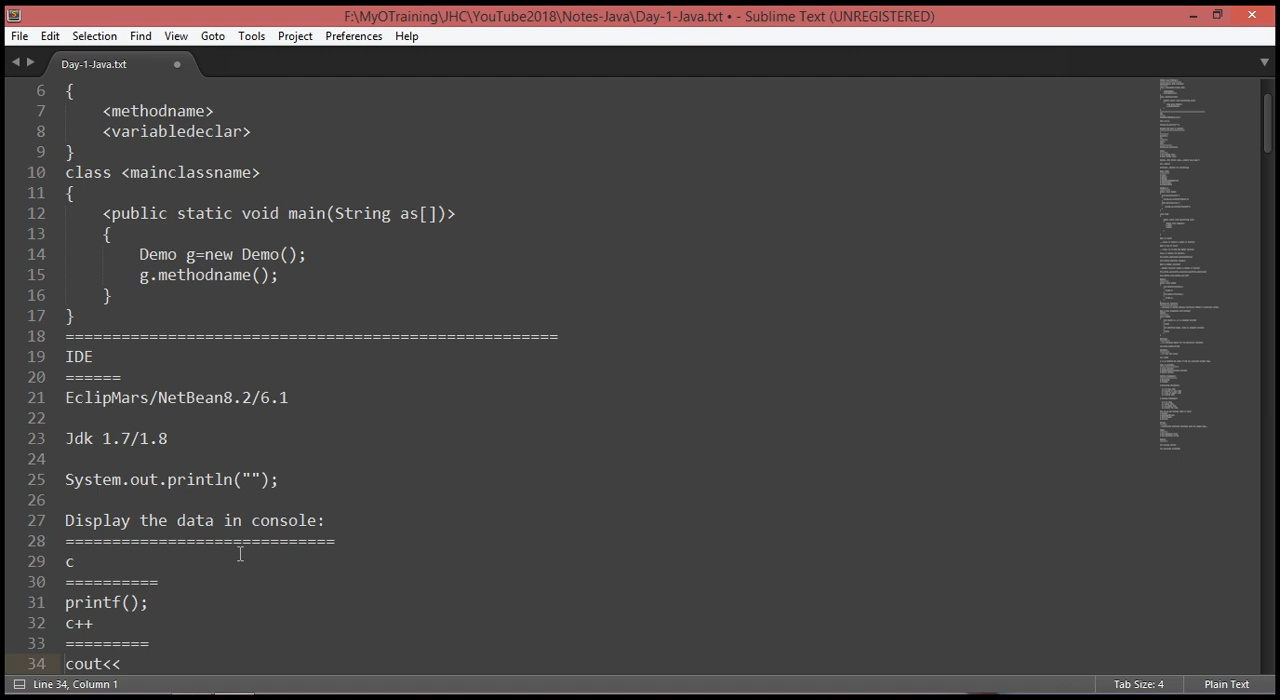 F:\MyOTraining\JHC\YouTube2018\Notes-Java\Day-1-Java.txt • - Sublime Text (UNREGISTERED)
File Edit Selection Find View Goto Tools Project Preferences Help
Day-1-Java.txt
6 {
7 <methodname>
8 <variabledeclar>
9 }
10 class <mainclassname>
11 {
12 <public static void main(String as[])>
13 {
14 Demo g=new Demo();
15 g.methodname();
16 }
17 }
18 =====================================================
19 IDE
20 ======
21 EclipMars/NetBean8.2/6.1
22
23 Jdk 1.7/1.8
24
25 System.out.println("");
26
27 Display the data in console:
28 =============================
29 c
30 ==========
31 printf();
32 c++
33 =========
34 cout<<
Line 34, Column 1 Tab Size: 4 Plain Text